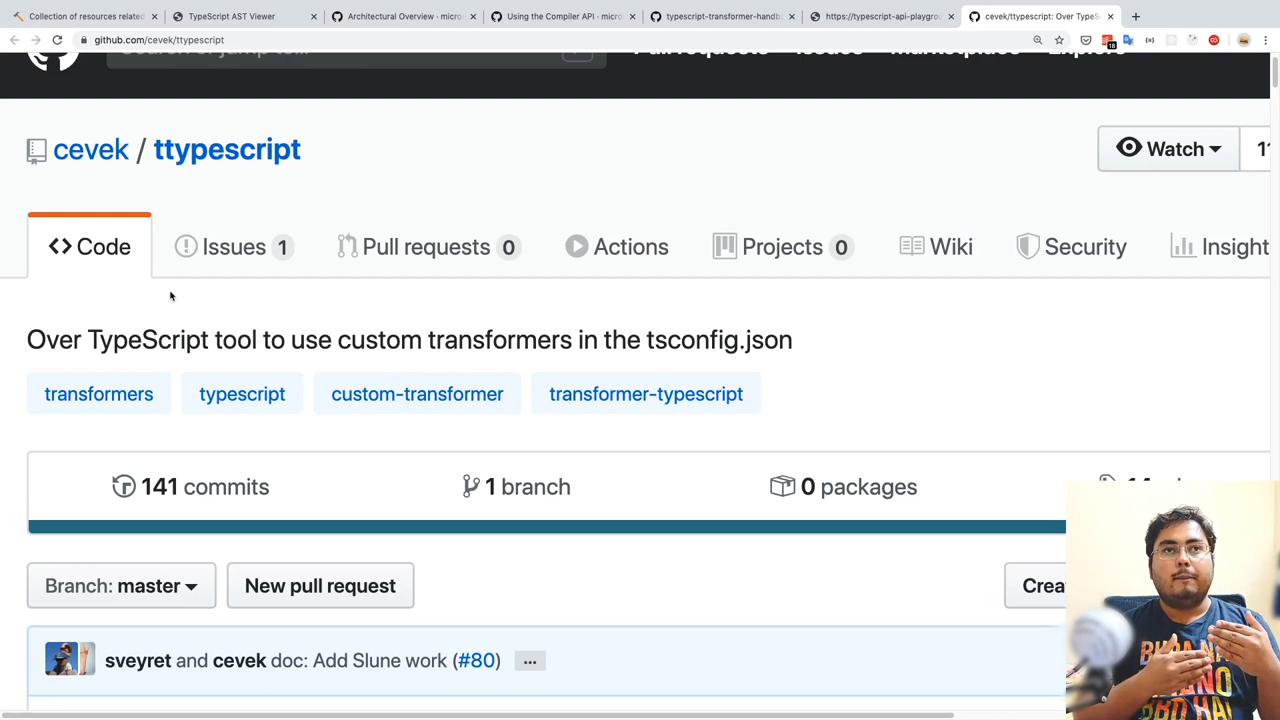 Collection of resources related
TypeScript AST Viewer
Architectural Overview · micro
Using the Compiler API · micro
typescript-transformer-handb
https://typescript-api-playgrou
cevek/ttypescript: Over TypeS
github.com/cevek/ttypescript
18
cevek / ttypescript
Watch
Code
Issues 1
Pull requests 0
Actions
Projects 0
Wiki
Security
Insight
Over TypeScript tool to use custom transformers in the tsconfig.json
transformers
typescript
custom-transformer
transformer-typescript
141 commits
1 branch
0 packages
Branch: master
New pull request
Crea
sveyret and cevek doc: Add Slune work (#80)
...